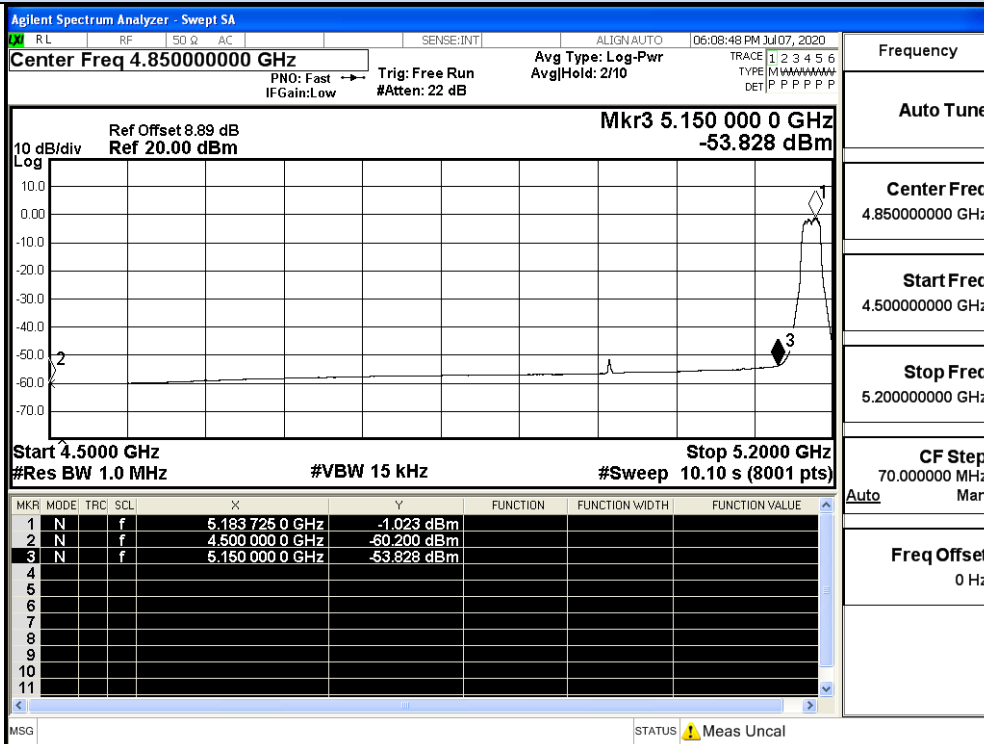 Agilent Spectrum Analyzer - Swept SA
LXI RL RF 50 Ω AC SENSE:INT ALIGN AUTO 06:08:48 PM Jul 07, 2020
Center Freq 4.850000000 GHz
PNO: Fast
IFGain:Low
Trig: Free Run
#Atten: 22 dB
Avg Type: Log-Pwr
Avg|Hold: 2/10
TRACE 1 2 3 4 5 6
TYPE M WWWWW
DET P P P P P P
Ref Offset 8.89 dB
10 dB/div Ref 20.00 dBm
Log
Mkr3 5.150 000 0 GHz
-53.828 dBm
10.0
0.00
-10.0
-20.0
-30.0
-40.0
-50.0
-60.0
-70.0
1
2
3
Start 4.5000 GHz Stop 5.2000 GHz
#Res BW 1.0 MHz #VBW 15 kHz #Sweep 10.10 s (8001 pts)
MKR MODE TRC SCL X Y FUNCTION FUNCTION WIDTH FUNCTION VALUE
1 N f 5.183 725 0 GHz -1.023 dBm
2 N f 4.500 000 0 GHz -60.200 dBm
3 N f 5.150 000 0 GHz -53.828 dBm
4
5
6
7
8
9
10
11
MSG STATUS Meas Uncal
Frequency
Auto Tune
Center Freq
4.850000000 GHz
Start Freq
4.500000000 GHz
Stop Freq
5.200000000 GHz
CF Step
70.000000 MHz
Auto Man
Freq Offset
0 Hz